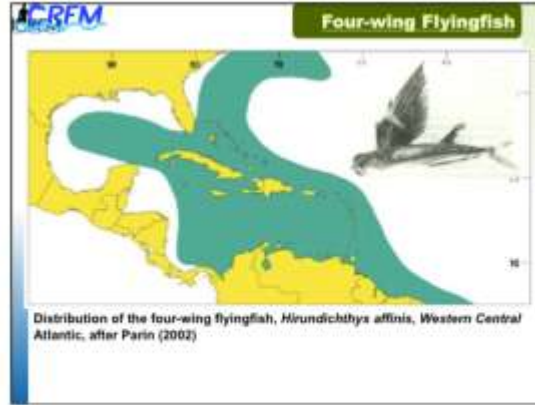 CRFM
Four-wing Flyingfish
Distribution of the four-wing flyingfish, Hirundichthys affinis, Western Central
Atlantic, after Parin (2002)